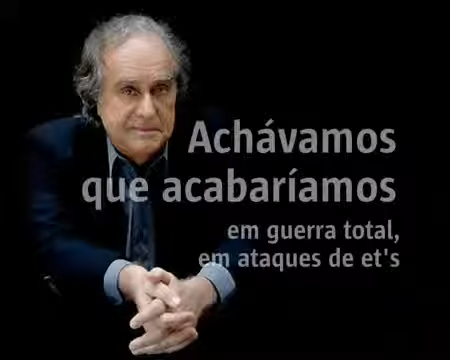 Achávamos
que acabaríamos
em guerra total,
em ataques de et's